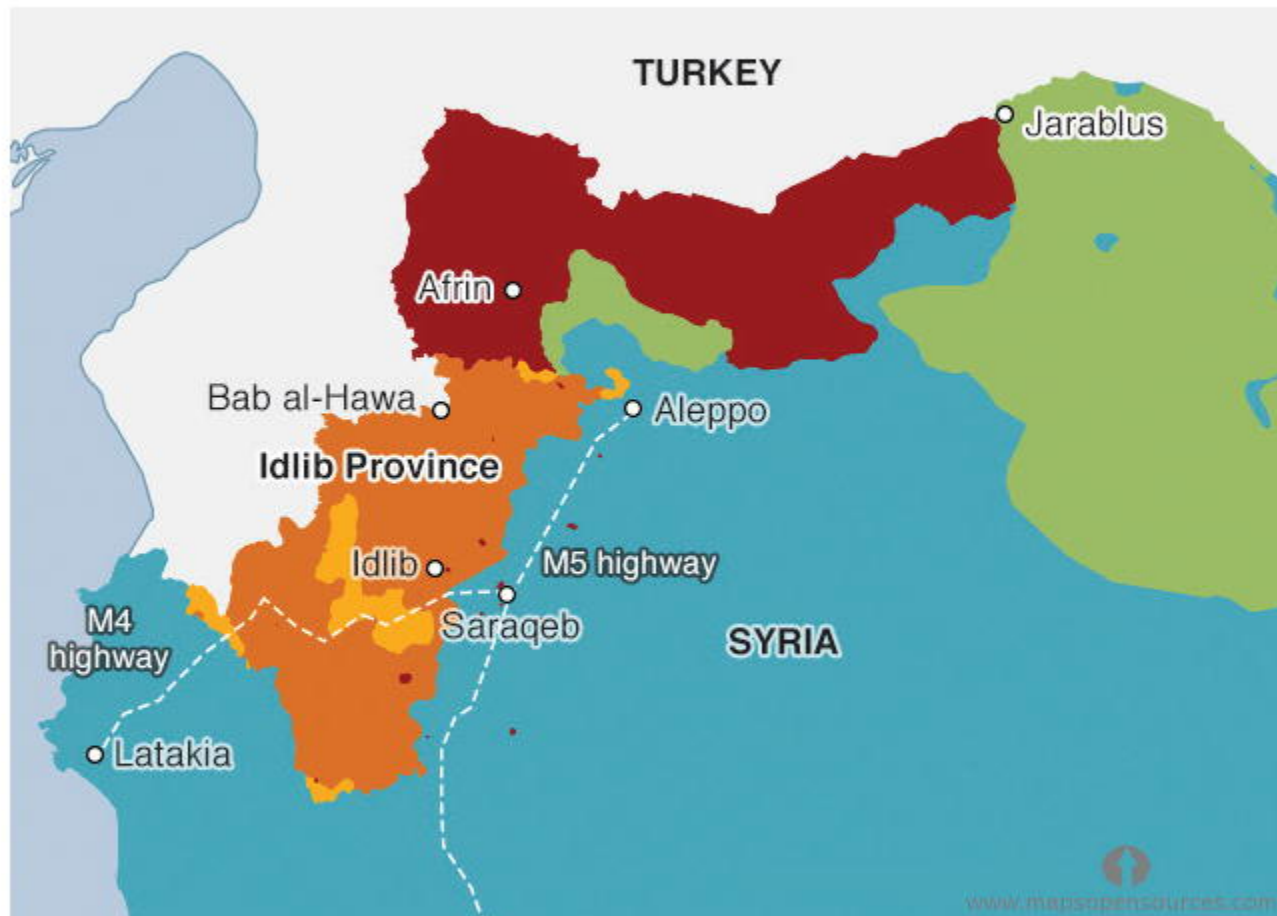 TURKEY
Jarablus
Afrin
Bab al-Hawa
Aleppo
Idlib Province
Idlib
M5 highway
Saraqeb
M4
highway
SYRIA
Latakia
www.mapsopensources.com